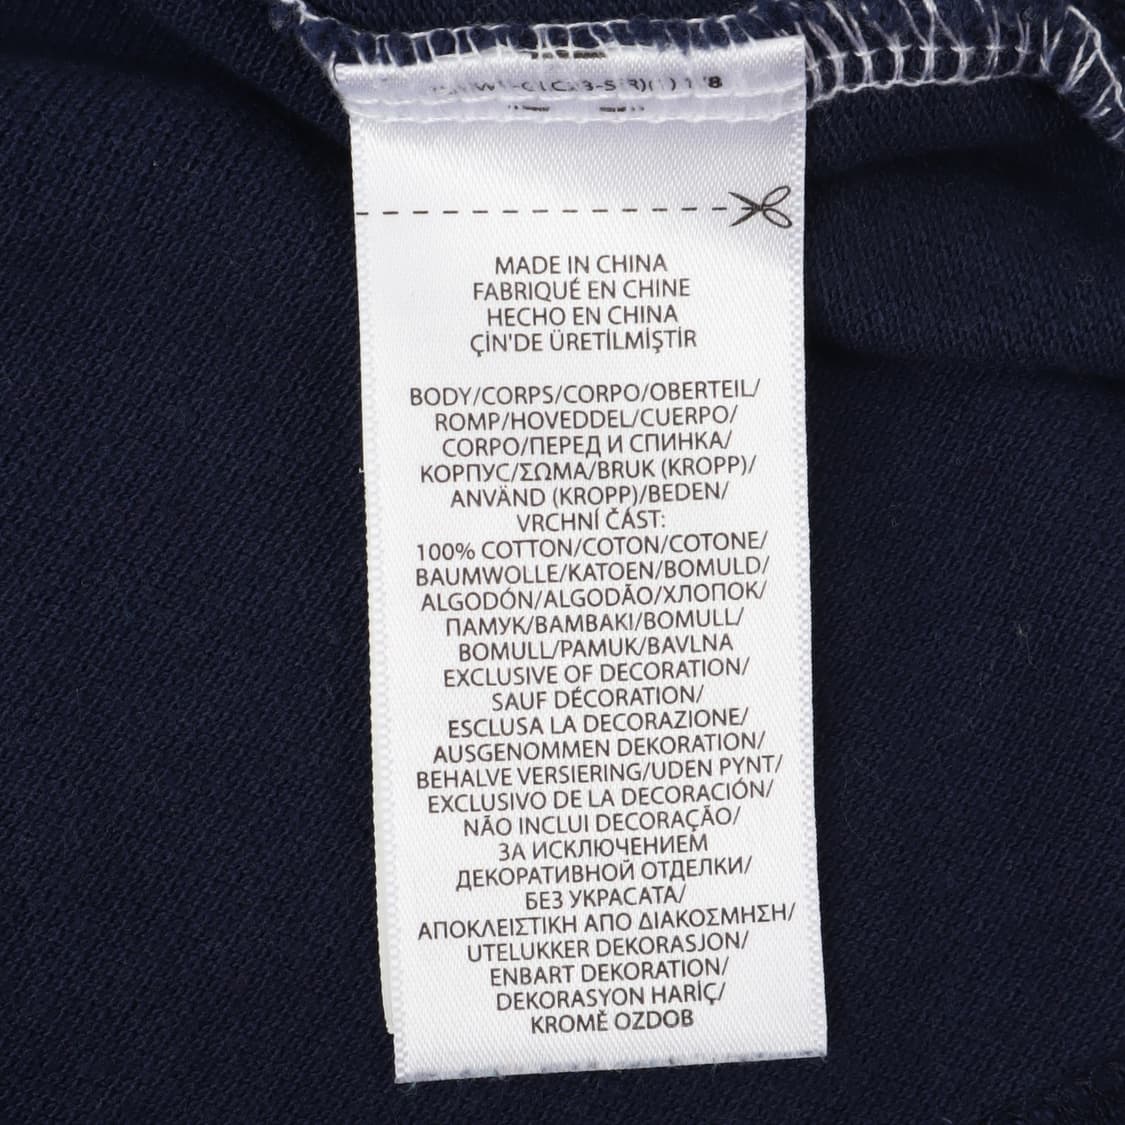 MADE IN CHINA
FABRIQUÉ EN CHINE
HECHO EN CHINA
ÇİN'DE ÜRETİLMİŞTİR
BODY/CORPS/CORPO/OBERTEIL/
ROMP/HOVEDDEL/CUERPO/
CORPO/ПЕРЕД И СПИНКА/
КОРПУС/ΣΩΜΑ/BRUK (KROPP)/
ANVÄND (KROPP)/BEDEN/
VRCHNÍ ČÁST:
100% COTTON/COTON/COTONE/
BAUMWOLLE/KATOEN/BOMULD/
ALGODÓN/ALGODÃO/ХЛОПОК/
ПАМУК/ΒΑΜΒΑΚΙ/BOMULL/
BOMULL/PAMUK/BAVLNA
EXCLUSIVE OF DECORATION/
SAUF DÉCORATION/
ESCLUSA LA DECORAZIONE/
AUSGENOMMEN DEKORATION/
BEHALVE VERSIERING/UDEN PYNT/
EXCLUSIVO DE LA DECORACIÓN/
NÃO INCLUI DECORAÇÃO/
ЗА ИСКЛЮЧЕНИЕМ
ДЕКОРАТИВНОЙ ОТДЕЛКИ/
БЕЗ УКРАСАТА/
ΑΠΟΚΛΕΙΣΤΙΚΗ ΑΠΟ ΔΙΑΚΟΣΜΗΣΗ/
UTELUKKER DEKORASJON/
ENBART DEKORATION/
DEKORASYON HARİÇ/
KROMĚ OZDOB